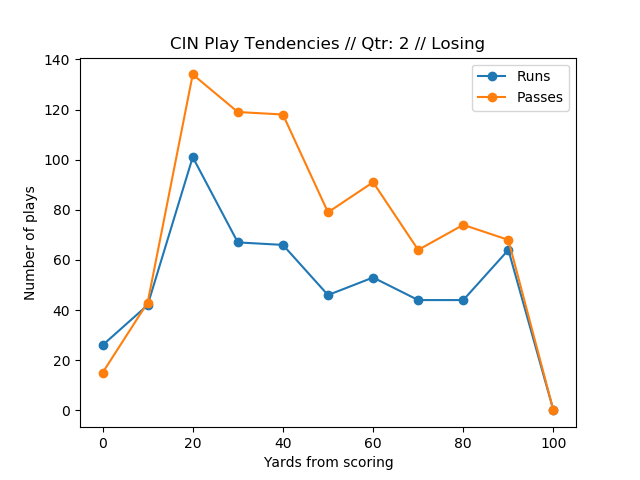 CIN Play Tendencies // Qtr: 2 // Losing
Runs
Passes
140
120
100
80
60
40
20
0
Number of plays
0 20 40 60 80 100
Yards from scoring